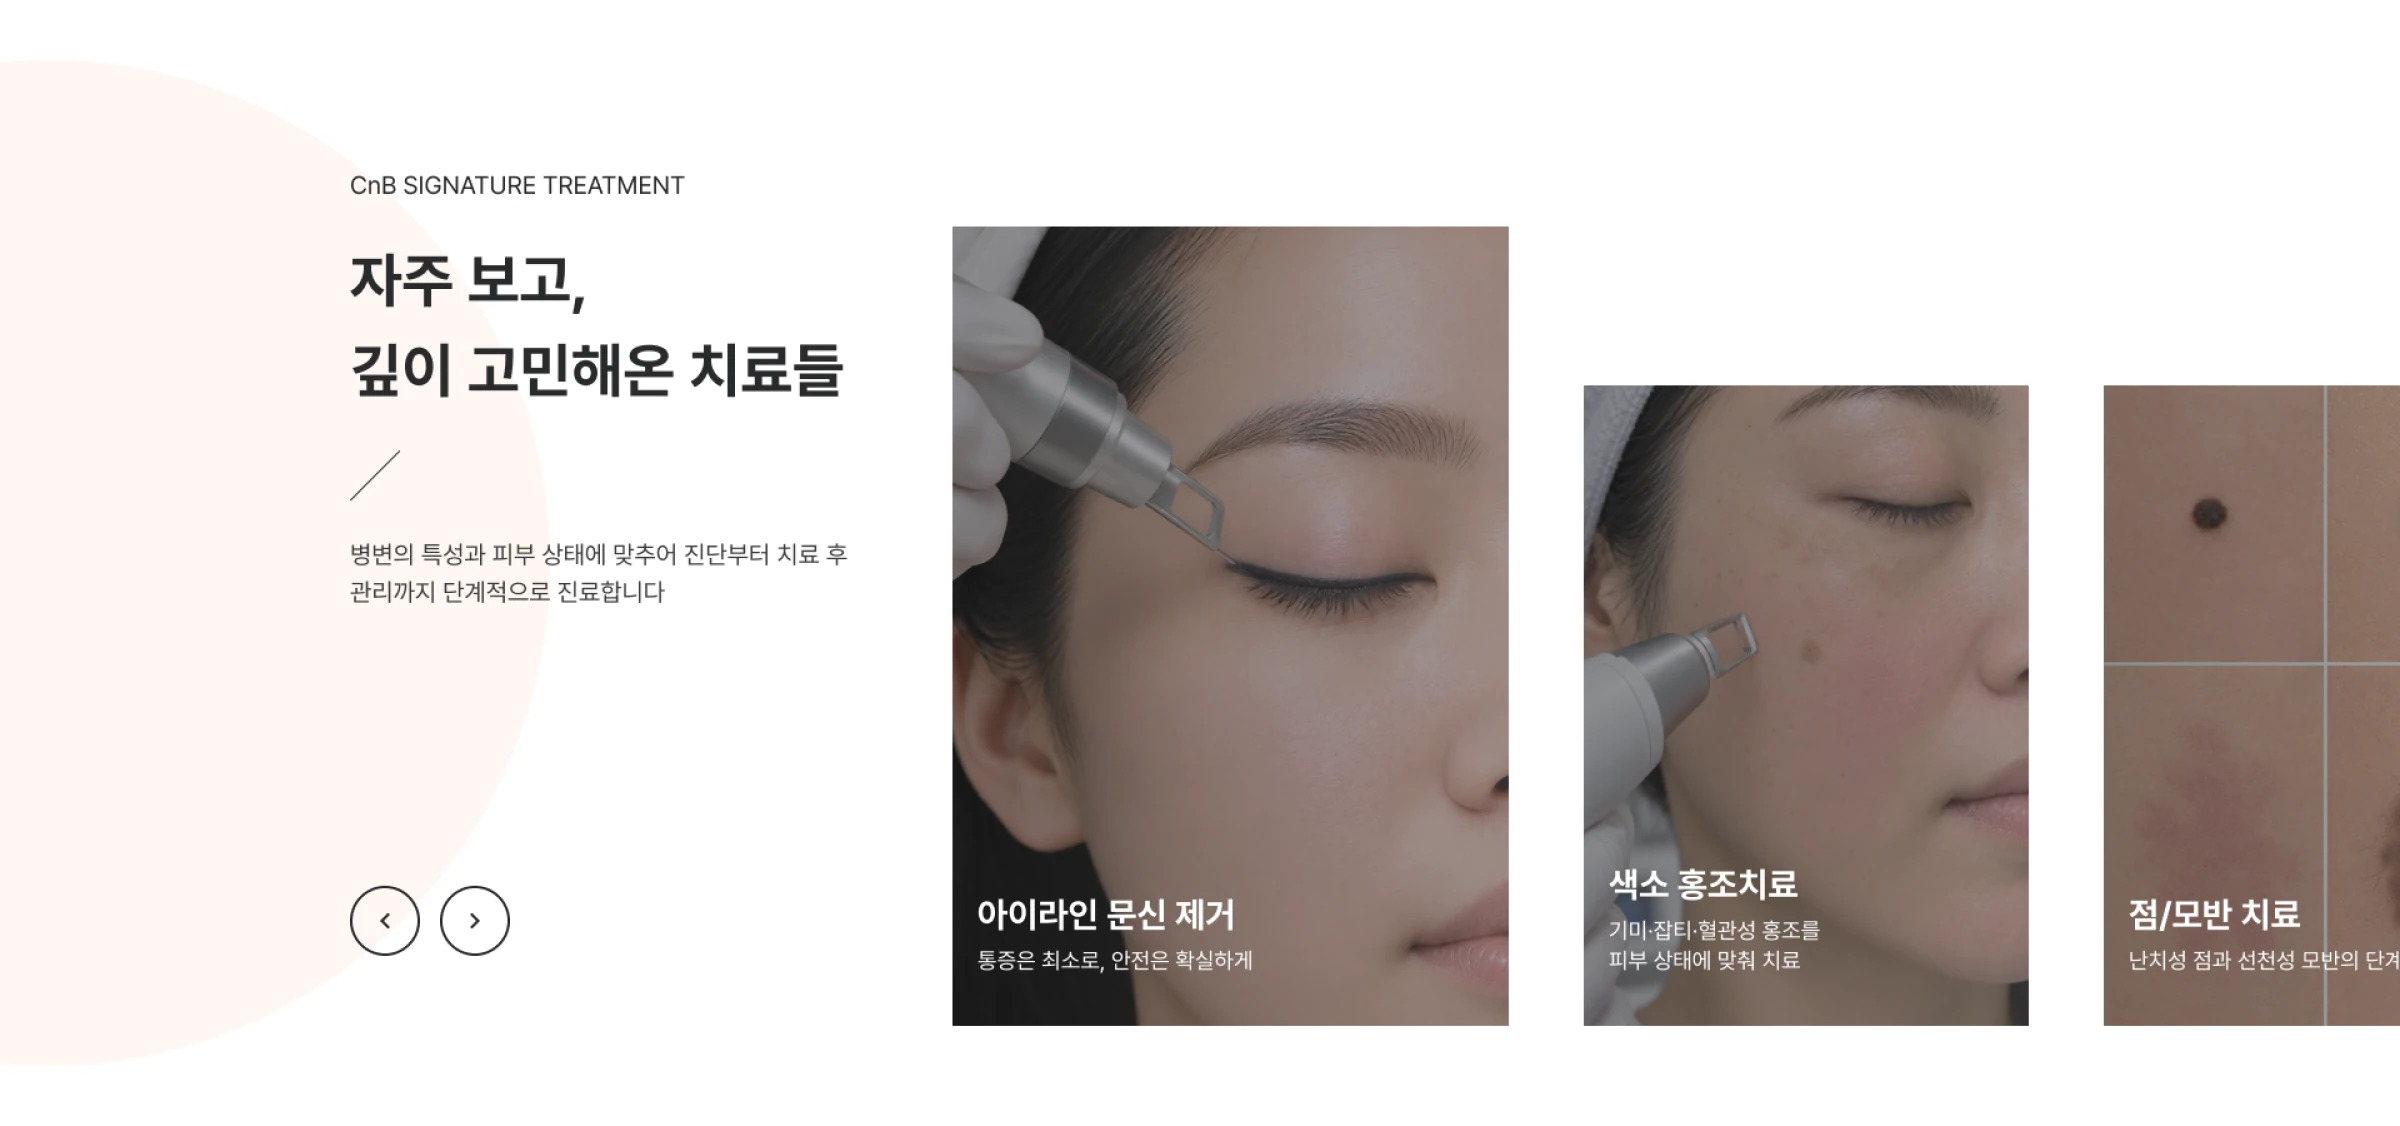 CnB SIGNATURE TREATMENT
자주 보고,
깊이 고민해온 치료들
병변의 특성과 피부 상태에 맞추어 진단부터 치료 후
관리까지 단계적으로 진료합니다
아이라인 문신 제거
통증은 최소로, 안전은 확실하게
색소 홍조치료
기미·잡티·혈관성 홍조를
피부 상태에 맞춰 치료
점/모반 치료
난치성 점과 선천성 모반의 단계